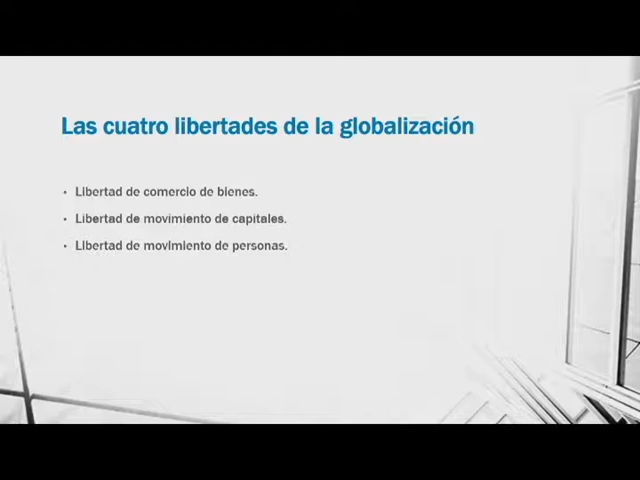 Las cuatro libertades de la globalización
• Libertad de comercio de bienes.
• Libertad de movimiento de capitales.
• Libertad de movimiento de personas.